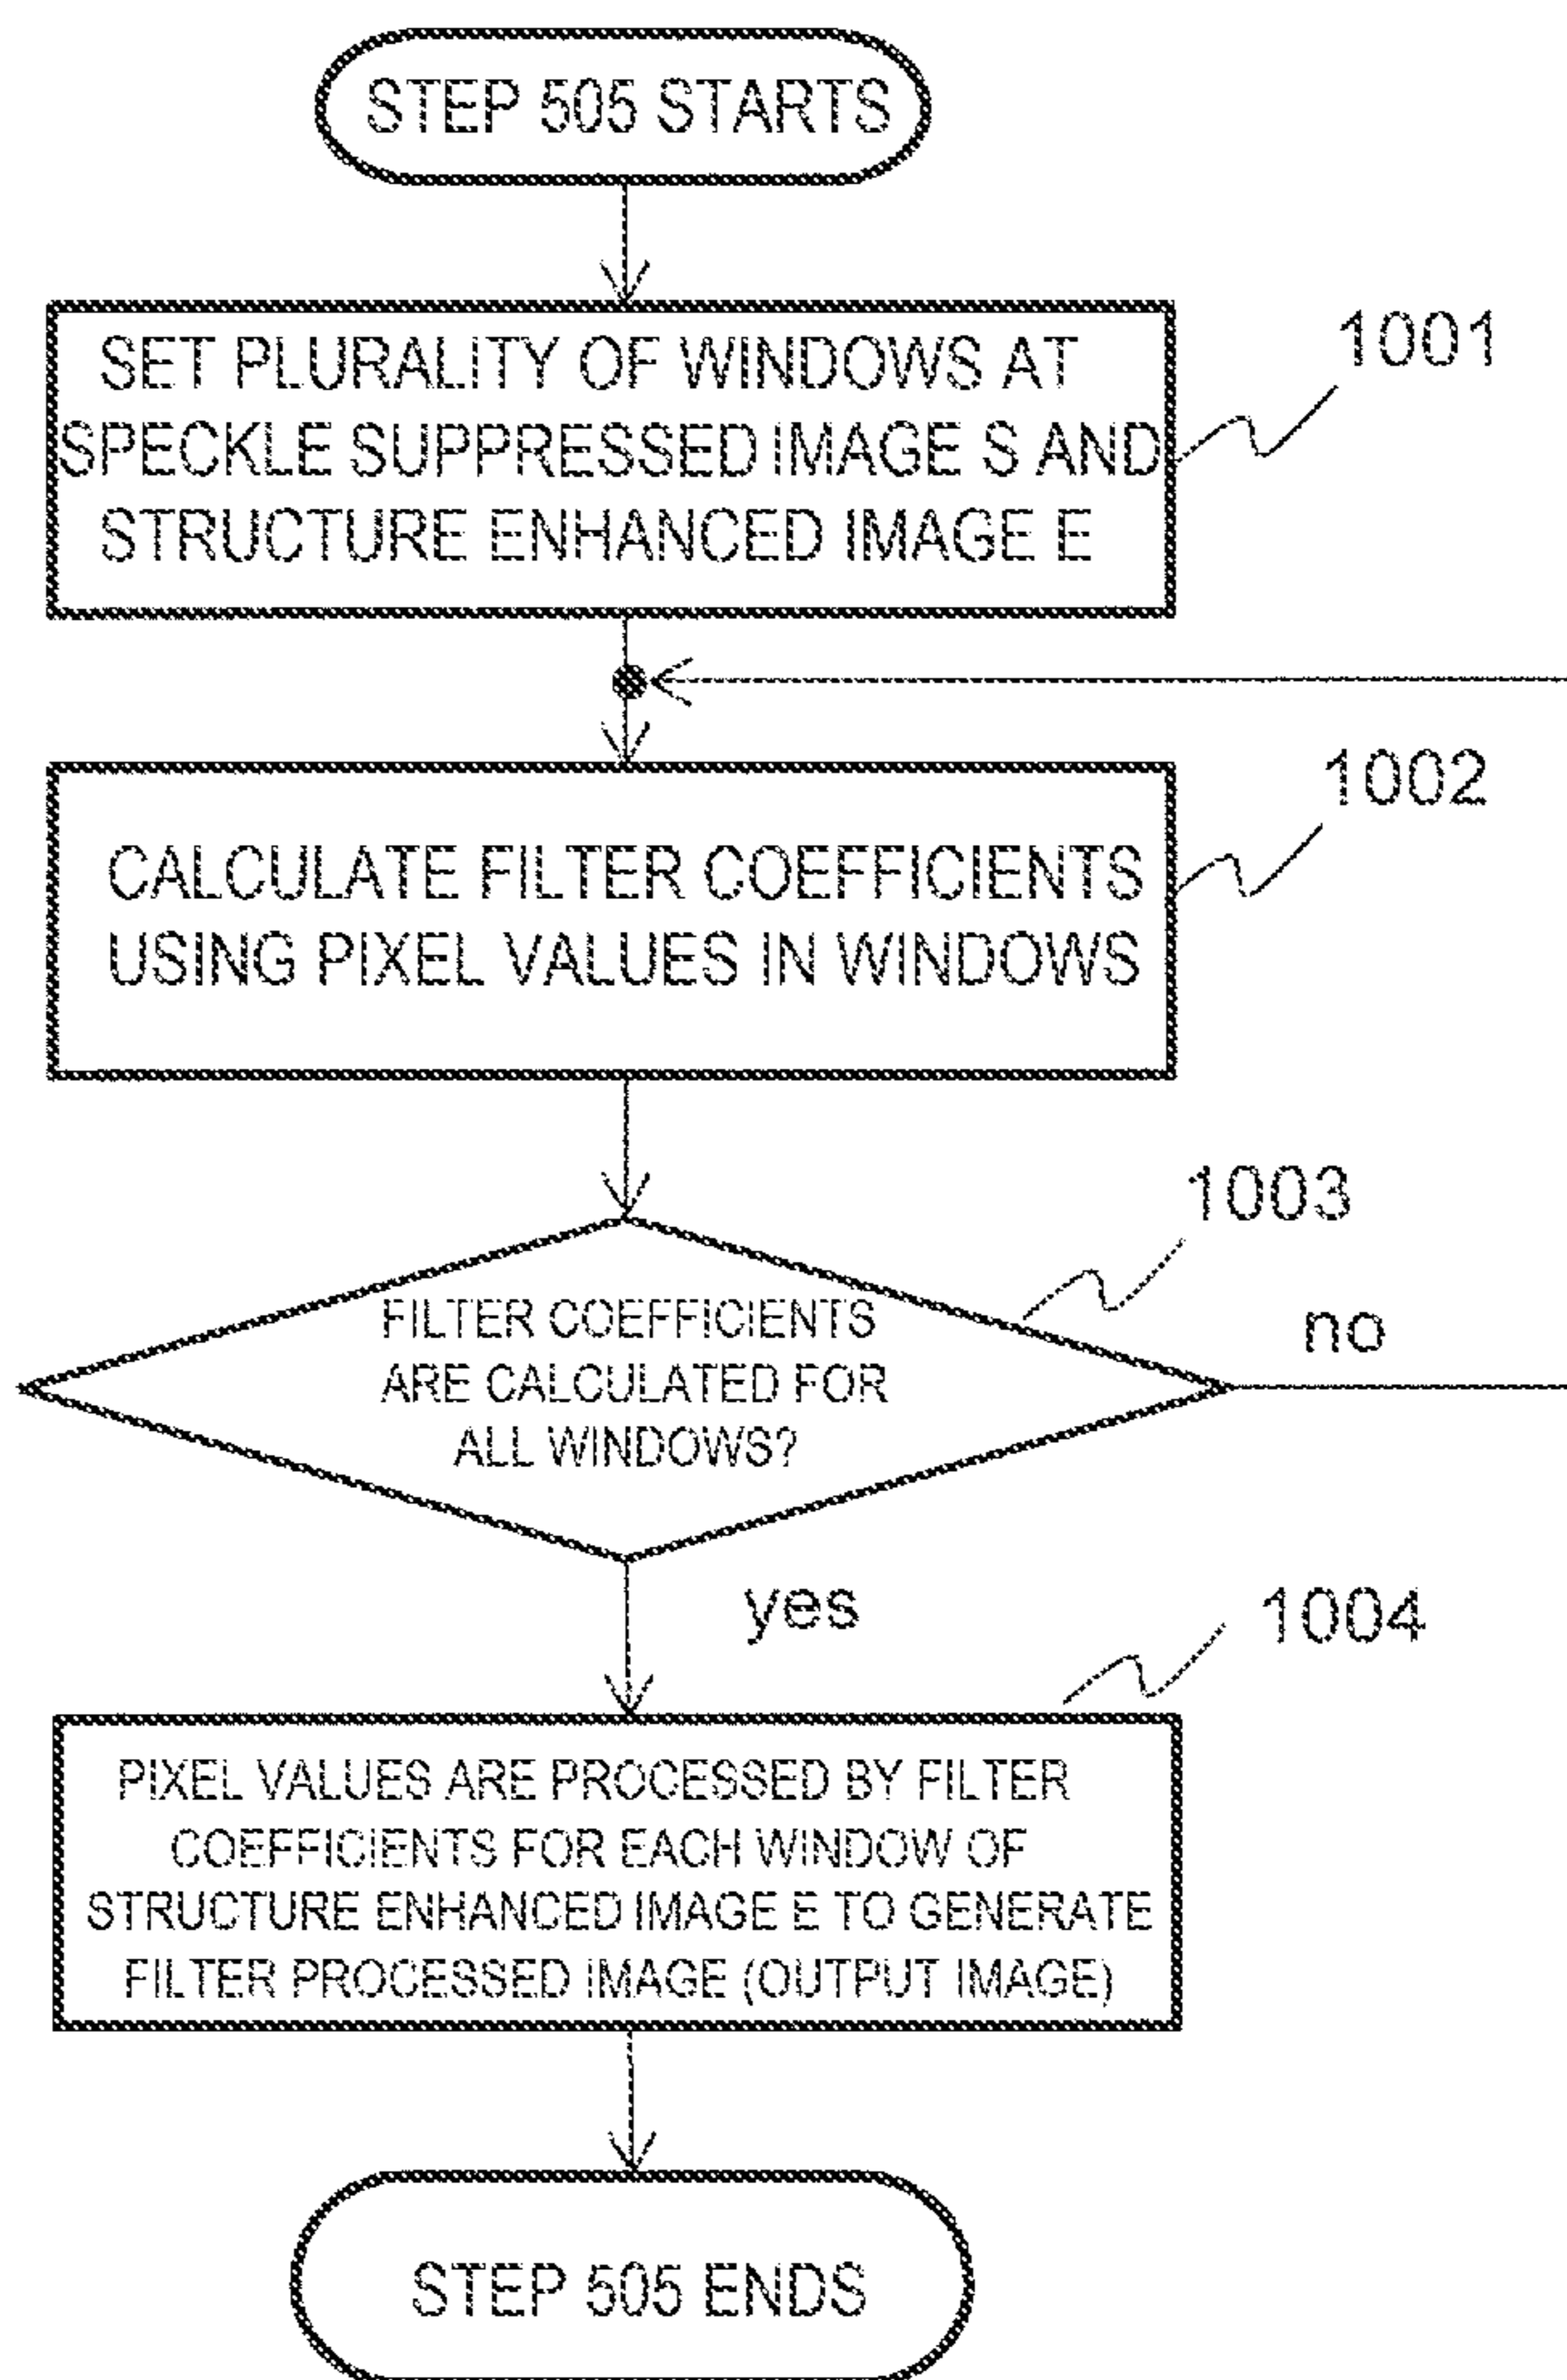 STEP 505 STARTS
SET PLURALITY OF WINDOWS AT
SPECKLE SUPPRESSED IMAGE S AND
STRUCTURE ENHANCED IMAGE E
1001
CALCULATE FILTER COEFFICIENTS
USING PIXEL VALUES IN WINDOWS
1002
FILTER COEFFICIENTS
ARE CALCULATED FOR
ALL WINDOWS?
1003
no
yes
1004
PIXEL VALUES ARE PROCESSED BY FILTER
COEFFICIENTS FOR EACH WINDOW OF
STRUCTURE ENHANCED IMAGE E TO GENERATE
FILTER PROCESSED IMAGE (OUTPUT IMAGE)
STEP 505 ENDS